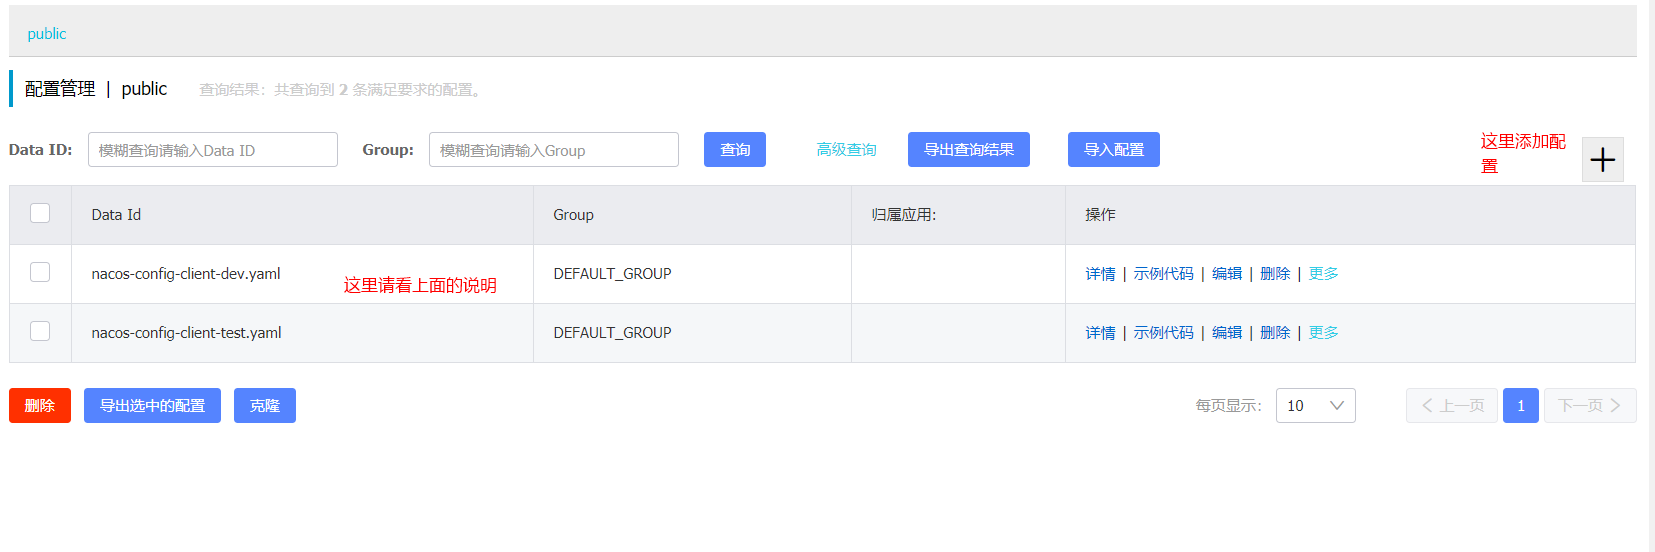 public
配置管理 | public 查询结果：共查询到 2 条满足要求的配置。
Data ID: 模糊查询请输入Data ID Group: 模糊查询请输入Group 查询 高级查询 导出查询结果 导入配置 这里添加配
置
Data Id Group 归属应用: 操作
nacos-config-client-dev.yaml DEFAULT_GROUP 详情 | 示例代码 | 编辑 | 删除 | 更多
这里请看上面的说明
nacos-config-client-test.yaml DEFAULT_GROUP 详情 | 示例代码 | 编辑 | 删除 | 更多
删除 导出选中的配置 克隆 每页显示： 10 上一页 1 下一页